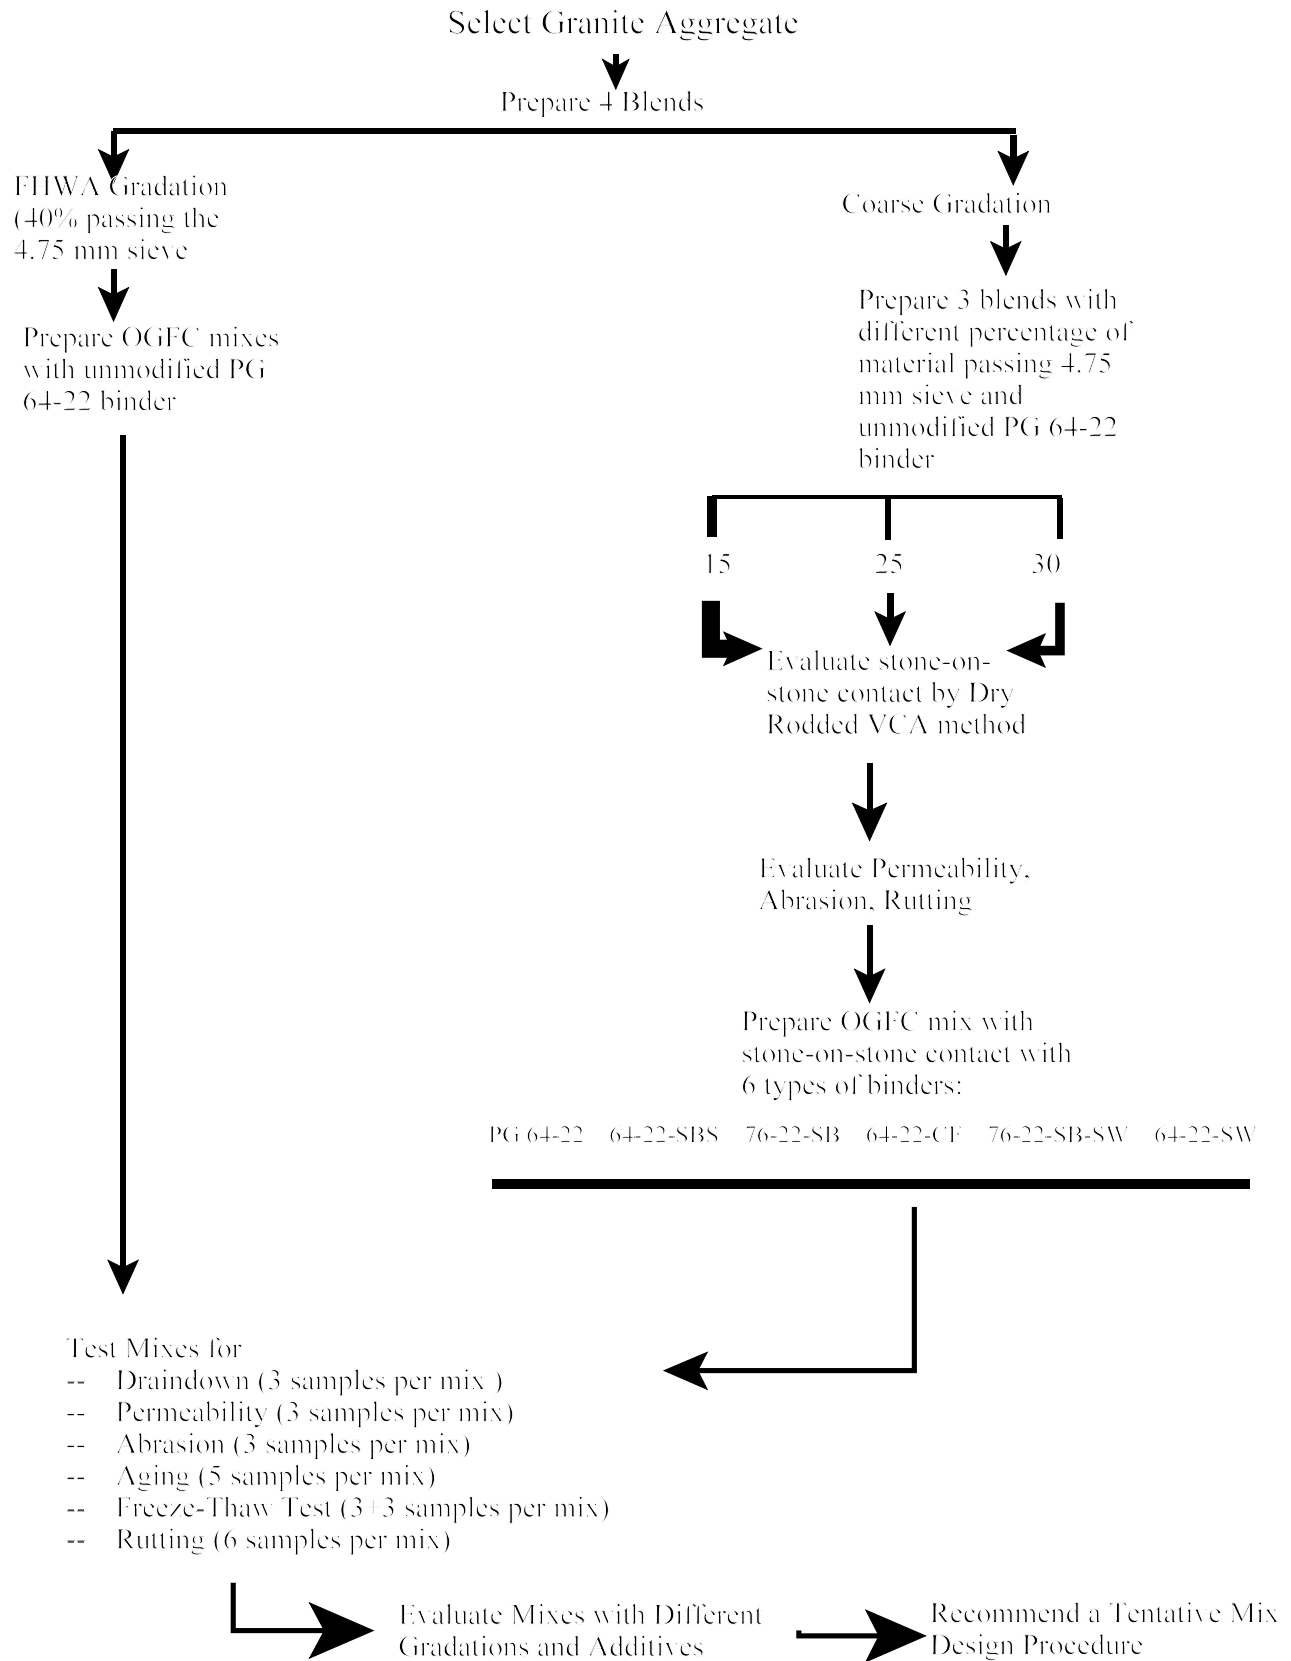 Select Granite Aggregate
Prepare 4 Blends
FHWA Gradation
(40% passing the
4.75 mm sieve
Prepare OGFC mixes
with unmodified PG
64-22 binder
Coarse Gradation
Prepare 3 blends with
different percentage of
material passing 4.75
mm sieve and
unmodified PG 64-22
binder
15 25 30
Evaluate stone-on-
stone contact by Dry
Rodded VCA method
Evaluate Permeability,
Abrasion, Rutting
Prepare OGFC mix with
stone-on-stone contact with
6 types of binders:
PG 64-22 64-22-SBS 76-22-SB 64-22-CF 76-22-SB-SW 64-22-SW
Test Mixes for
-- Draindown (3 samples per mix )
-- Permeability (3 samples per mix)
-- Abrasion (3 samples per mix)
-- Aging (5 samples per mix)
-- Freeze-Thaw Test (3+3 samples per mix)
-- Rutting (6 samples per mix)
Evaluate Mixes with Different
Gradations and Additives
Recommend a Tentative Mix
Design Procedure